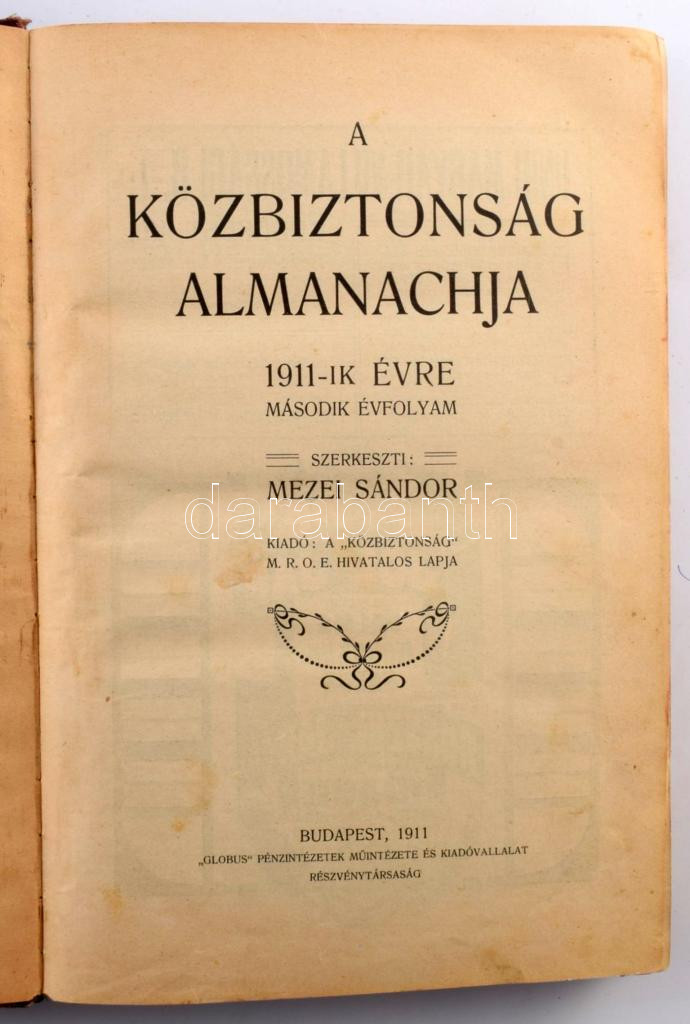 A
KÖZBIZTONSÁG
ALMANACHJA
1911-IK ÉVRE
MÁSODIK ÉVFOLYAM
SZERKESZTI:
MEZEI SÁNDOR
darabanth
KIADÓ: A „KÖZBIZTONSÁG"
M. R. O. E. HIVATALOS LAPJA
BUDAPEST, 1911
„GLOBUS" PÉNZINTÉZETEK MŰINTÉZETE ÉS KIADÓVALLALAT
RÉSZVÉNYTÁRSASÁG